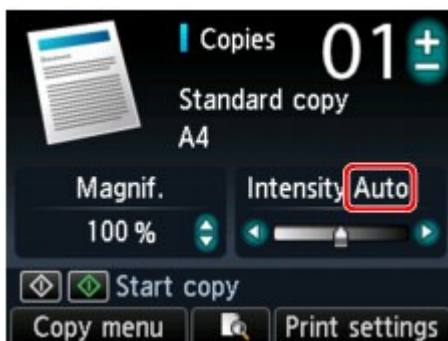 Copies 01
Standard copy
A4
Magnif.
100 %
Intensity Auto
Start copy
Copy menu
Print settings